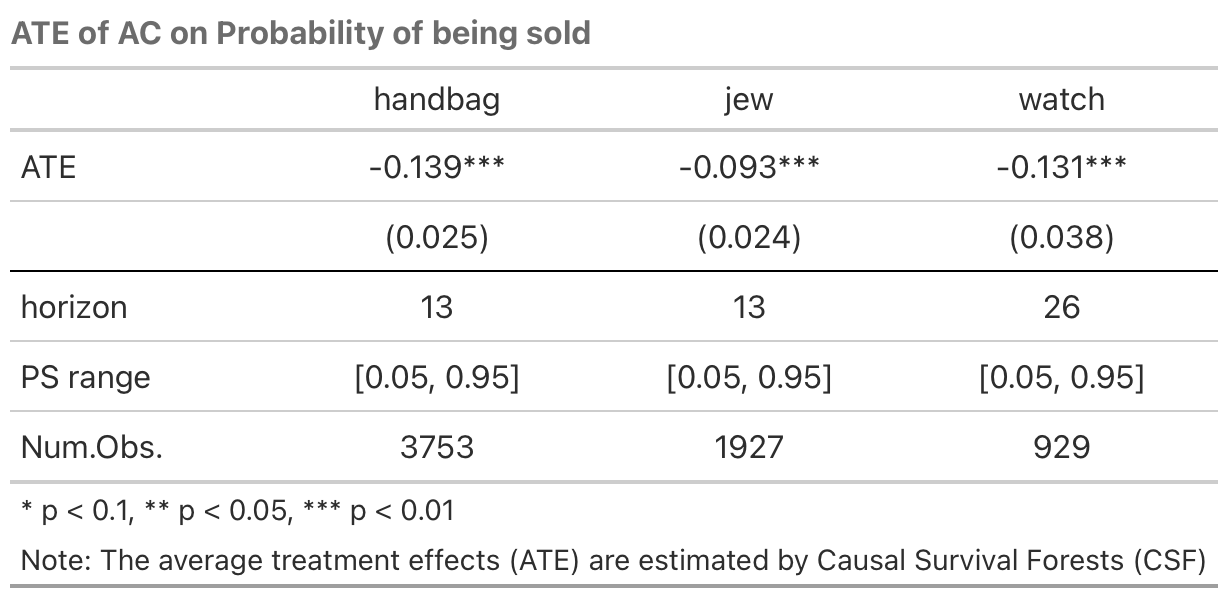 ATE of AC on Probability of being sold
handbag jew watch
ATE -0.139*** -0.093*** -0.131***
(0.025) (0.024) (0.038)
horizon 13 13 26
PS range [0.05, 0.95] [0.05, 0.95] [0.05, 0.95]
Num.Obs. 3753 1927 929
* p < 0.1, ** p < 0.05, *** p < 0.01
Note: The average treatment effects (ATE) are estimated by Causal Survival Forests (CSF)